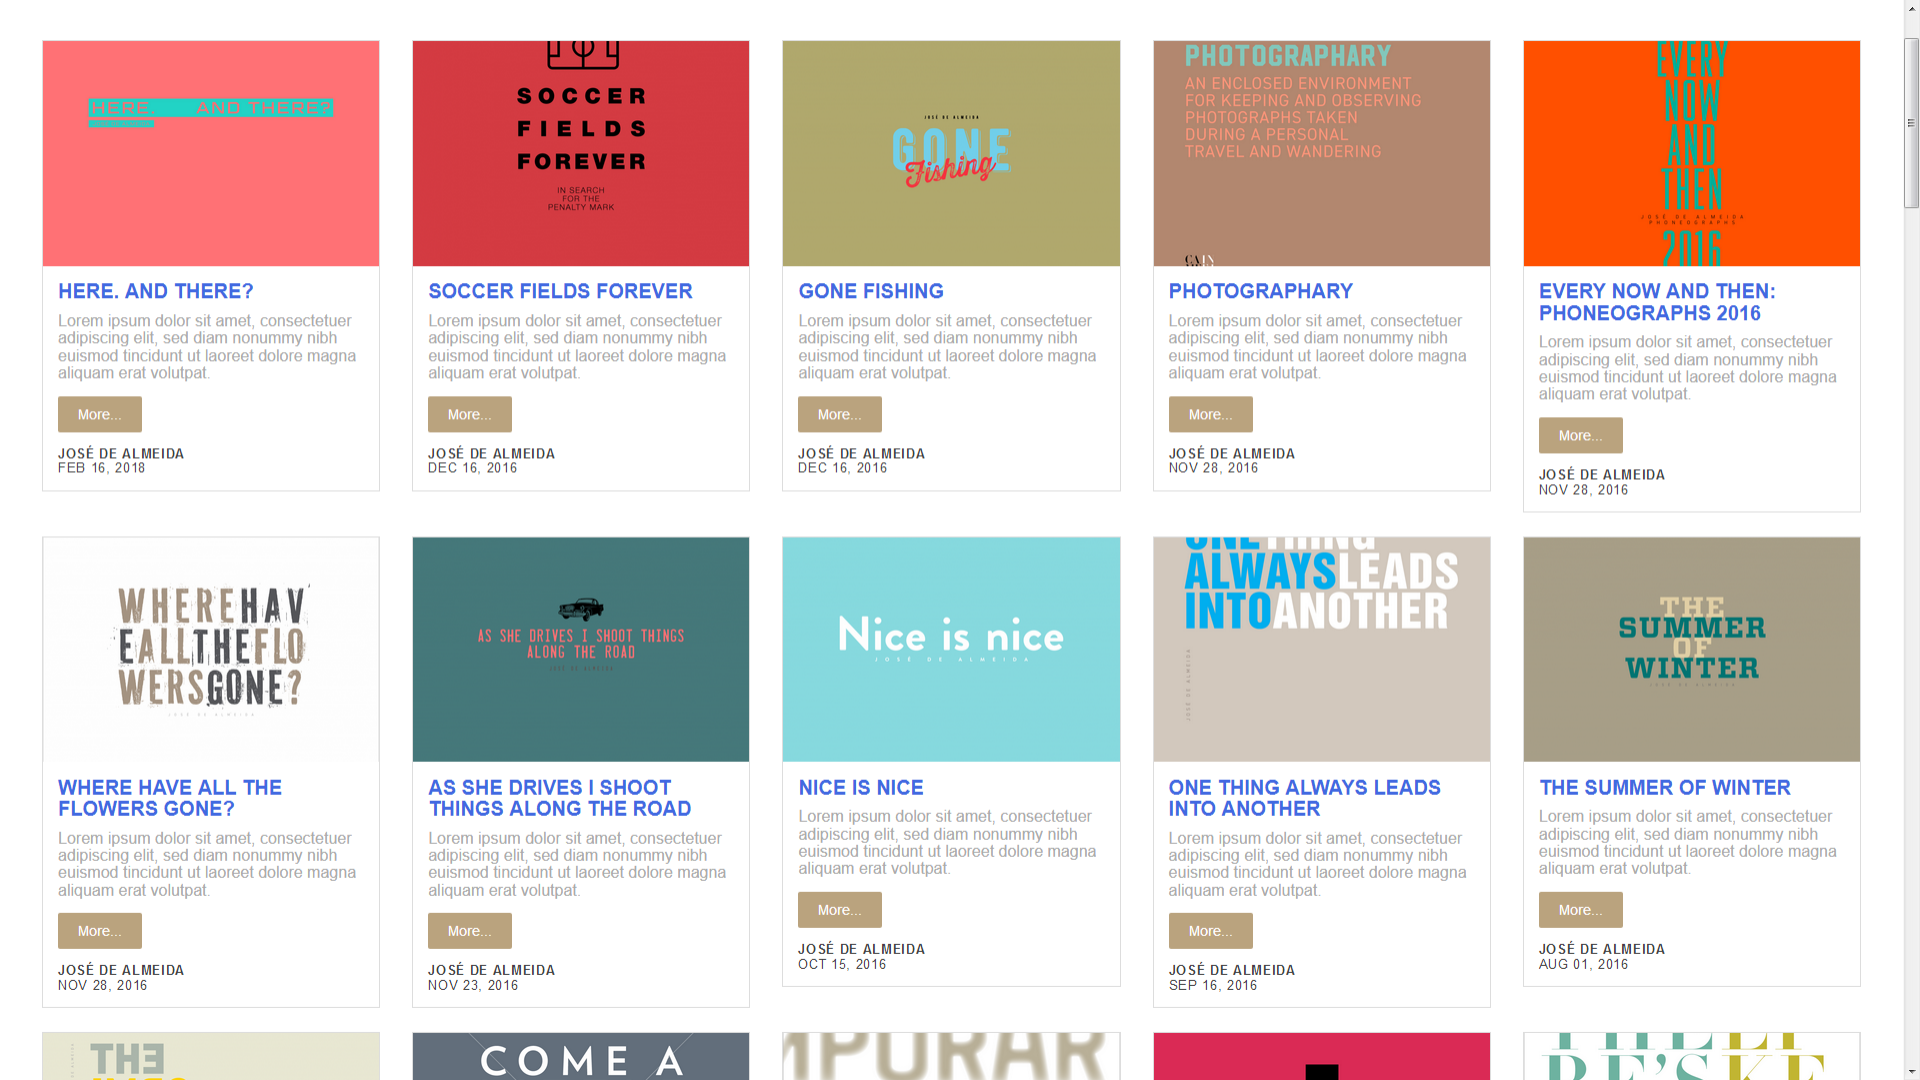 HERE. AND THERE?
HERE. AND THERE?
Lorem ipsum dolor sit amet, consectetuer
adipiscing elit, sed diam nonummy nibh
euismod tincidunt ut laoreet dolore magna
aliquam erat volutpat.
More...
JOSÉ DE ALMEIDA
FEB 16, 2018
SOCCER
FIELDS
FOREVER
IN SEARCH
FOR THE
PENALTY MARK
SOCCER FIELDS FOREVER
Lorem ipsum dolor sit amet, consectetuer
adipiscing elit, sed diam nonummy nibh
euismod tincidunt ut laoreet dolore magna
aliquam erat volutpat.
More...
JOSÉ DE ALMEIDA
DEC 16, 2016
JOSÉ DE ALMEIDA
GONE
Fishing
GONE FISHING
Lorem ipsum dolor sit amet, consectetuer
adipiscing elit, sed diam nonummy nibh
euismod tincidunt ut laoreet dolore magna
aliquam erat volutpat.
More...
JOSÉ DE ALMEIDA
DEC 16, 2016
PHOTOGRAPHARY
AN ENCLOSED ENVIRONMENT
FOR KEEPING AND OBSERVING
PHOTOGRAPHS TAKEN
DURING A PERSONAL
TRAVEL AND WANDERING
PHOTOGRAPHARY
Lorem ipsum dolor sit amet, consectetuer
adipiscing elit, sed diam nonummy nibh
euismod tincidunt ut laoreet dolore magna
aliquam erat volutpat.
More...
JOSÉ DE ALMEIDA
NOV 28, 2016
EVERY
NOW
AND
THEN
JOSÉ DE ALMEIDA
PHONEOGRAPHS
2016
EVERY NOW AND THEN:
PHONEOGRAPHS 2016
Lorem ipsum dolor sit amet, consectetuer
adipiscing elit, sed diam nonummy nibh
euismod tincidunt ut laoreet dolore magna
aliquam erat volutpat.
More...
JOSÉ DE ALMEIDA
NOV 28, 2016
WHEREHAV
EALLTHEFLO
WERSGONE?
JOSÉ DE ALMEIDA
WHERE HAVE ALL THE
FLOWERS GONE?
Lorem ipsum dolor sit amet, consectetuer
adipiscing elit, sed diam nonummy nibh
euismod tincidunt ut laoreet dolore magna
aliquam erat volutpat.
More...
JOSÉ DE ALMEIDA
NOV 28, 2016
AS SHE DRIVES I SHOOT THINGS
ALONG THE ROAD
JOSÉ DE ALMEIDA
AS SHE DRIVES I SHOOT
THINGS ALONG THE ROAD
Lorem ipsum dolor sit amet, consectetuer
adipiscing elit, sed diam nonummy nibh
euismod tincidunt ut laoreet dolore magna
aliquam erat volutpat.
More...
JOSÉ DE ALMEIDA
NOV 23, 2016
Nice is nice
JOSÉ DE ALMEIDA
NICE IS NICE
Lorem ipsum dolor sit amet, consectetuer
adipiscing elit, sed diam nonummy nibh
euismod tincidunt ut laoreet dolore magna
aliquam erat volutpat.
More...
JOSÉ DE ALMEIDA
OCT 15, 2016
ONETHING
ALWAYSLEADS
INTOANOTHER
JOSÉ DE ALMEIDA
ONE THING ALWAYS LEADS
INTO ANOTHER
Lorem ipsum dolor sit amet, consectetuer
adipiscing elit, sed diam nonummy nibh
euismod tincidunt ut laoreet dolore magna
aliquam erat volutpat.
More...
JOSÉ DE ALMEIDA
SEP 16, 2016
THE
SUMMER
OF
WINTER
JOSÉ DE ALMEIDA
THE SUMMER OF WINTER
Lorem ipsum dolor sit amet, consectetuer
adipiscing elit, sed diam nonummy nibh
euismod tincidunt ut laoreet dolore magna
aliquam erat volutpat.
More...
JOSÉ DE ALMEIDA
AUG 01, 2016
THE
COME A
MPORAR